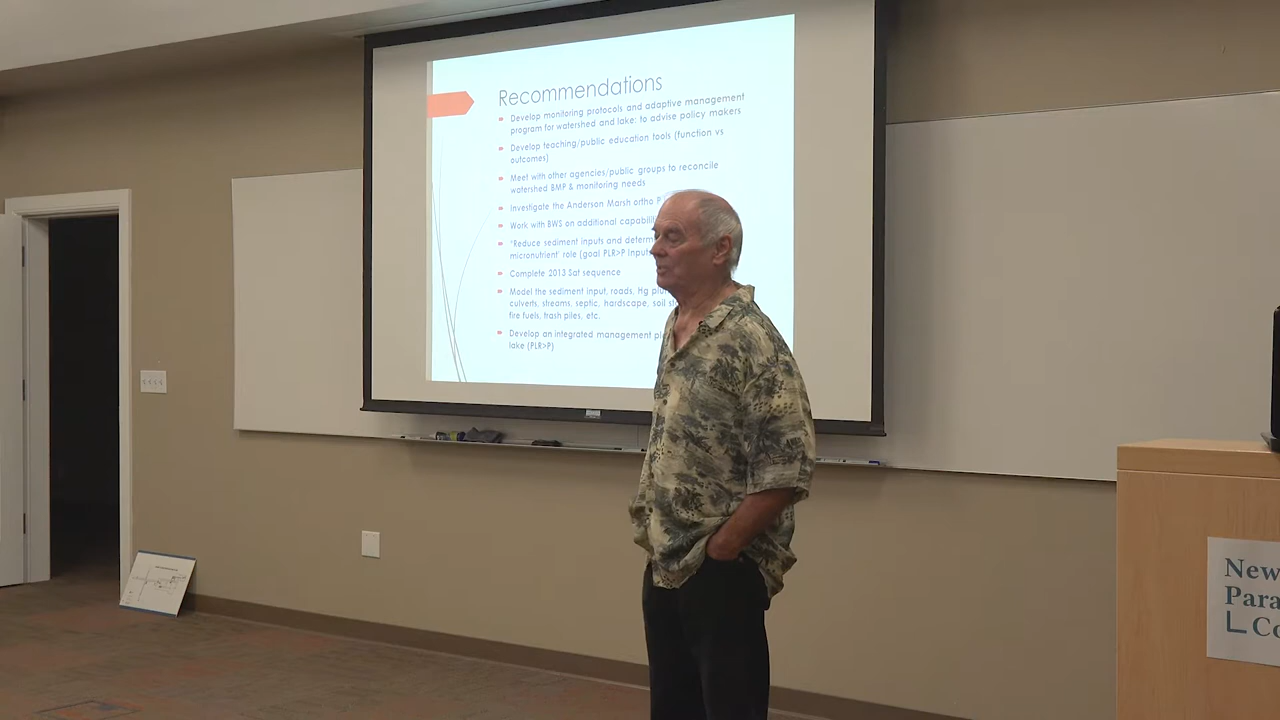 Recommendations
Develop monitoring protocols and adaptive management
program for watershed and lake: to advise policy makers
Develop teaching/public education tools (function vs
outcomes)
Meet with other agencies/public groups to reconcile
watershed BMP & monitoring needs
Investigate the Anderson Marsh ortho P
Work with BWS on additional
"Reduce sediment inputs and
micronutrient' role (goal PLR>P
Complete 2013 Sat sequence
Model the sediment input, roads, Hg
culverts, streams, septic, hardscape, soil
fire fuels, trash piles, etc.
Develop an integrated management
lake (PLR>P)
New
Para
Co